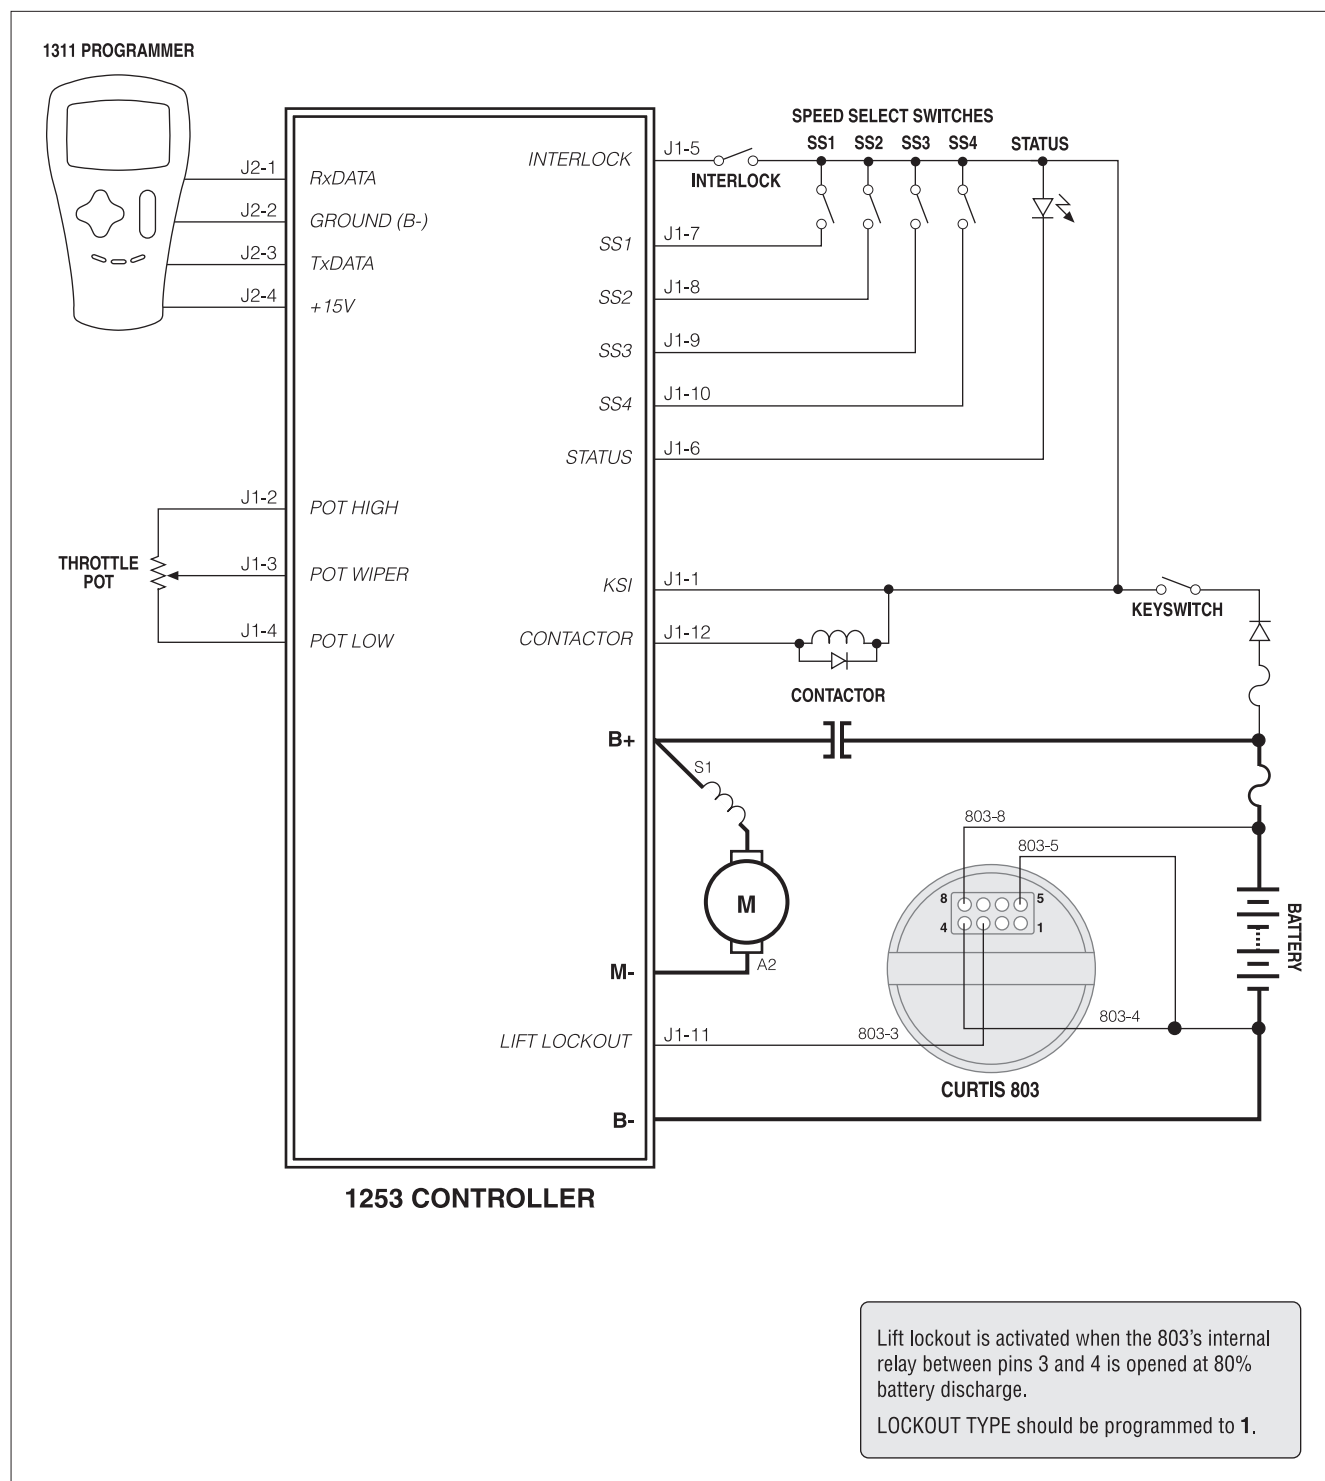 1311 PROGRAMMER
J2-1
J2-2
J2-3
J2-4
RxDATA
GROUND (B-)
TxDATA
+15V
J1-2
J1-3
J1-4
POT HIGH
POT WIPER
POT LOW
THROTTLE
POT
INTERLOCK
SS1
SS2
SS3
SS4
STATUS
KSI
CONTACTOR
B+
M-
LIFT LOCKOUT
B-
J1-5
J1-7
J1-8
J1-9
J1-10
J1-6
J1-1
J1-12
J1-11
SPEED SELECT SWITCHES
SS1 SS2 SS3 SS4 STATUS
INTERLOCK
KEYSWITCH
CONTACTOR
S1
M
A2
803-8
803-5
8 5
4 1
803-4
803-3
CURTIS 803
BATTERY
1253 CONTROLLER
Lift lockout is activated when the 803's internal
relay between pins 3 and 4 is opened at 80%
battery discharge.
LOCKOUT TYPE should be programmed to 1.